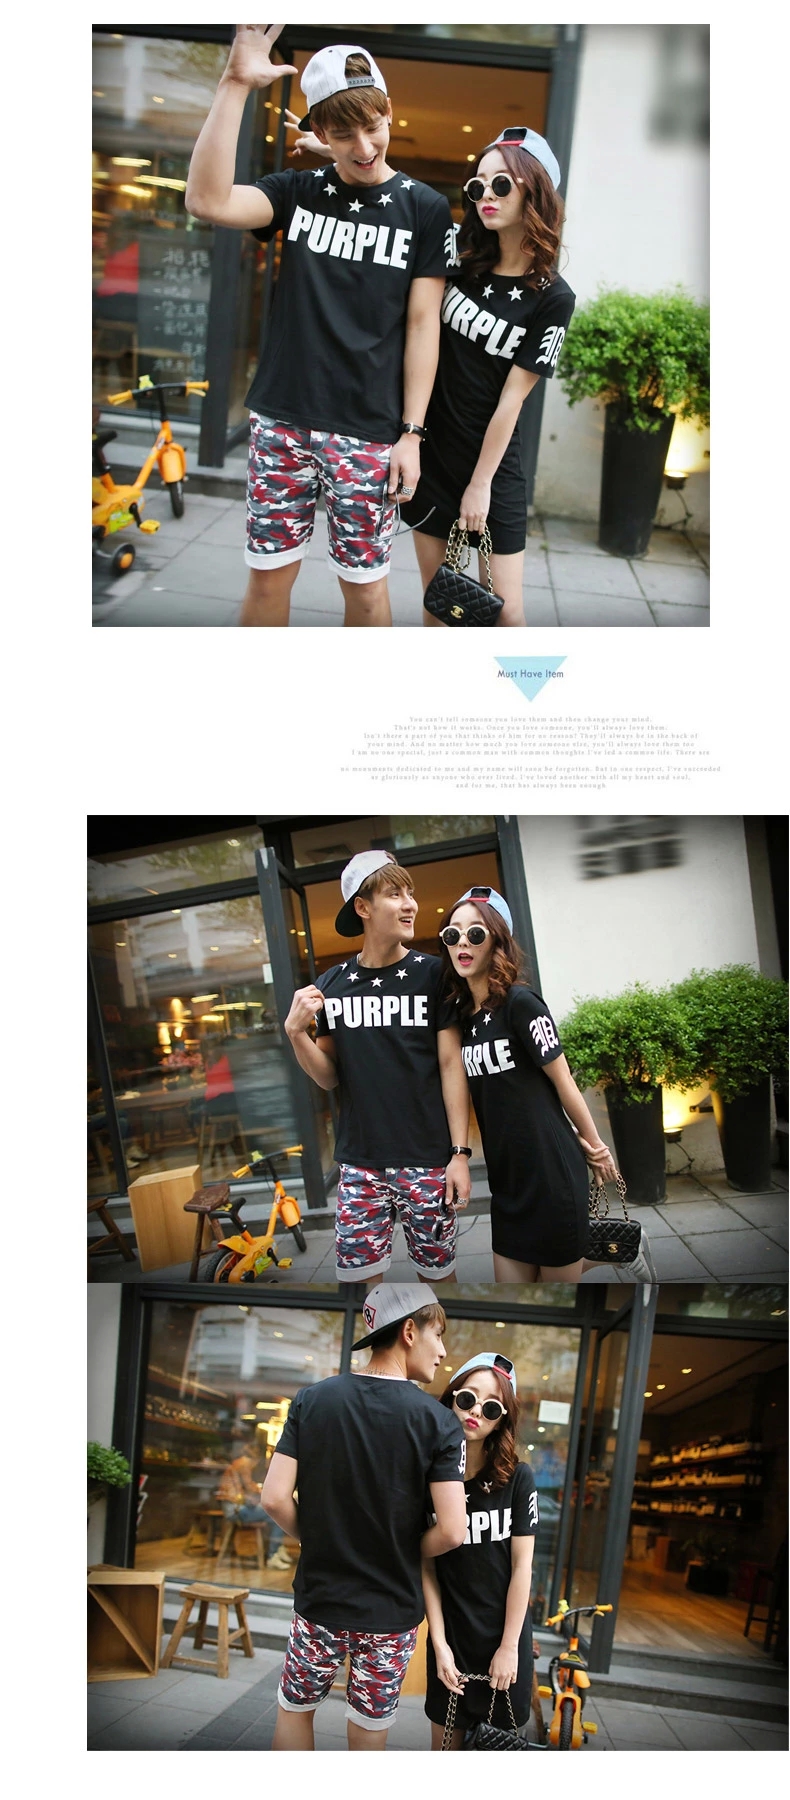 PURPLE
PURPLE
Must Have Item
You can't tell someone you love them and then change your mind.
That's not how it works. Once you love someone, you'll always love them.
Isn't there a part of you that thinks of him for no reason? They'll always be in the back of
your mind. And no matter how much you love someone else, you'll always love them too
I am no one special, just a common man with common thoughts I've led a common life. There are
no monuments dedicated to me and my name will soon be forgotten. But in one respect, I've succeeded
as gloriously as anyone who ever lived. I've loved another with all my heart and soul,
and for me, that has always been enough
PURPLE
RPLE
B
RPLE